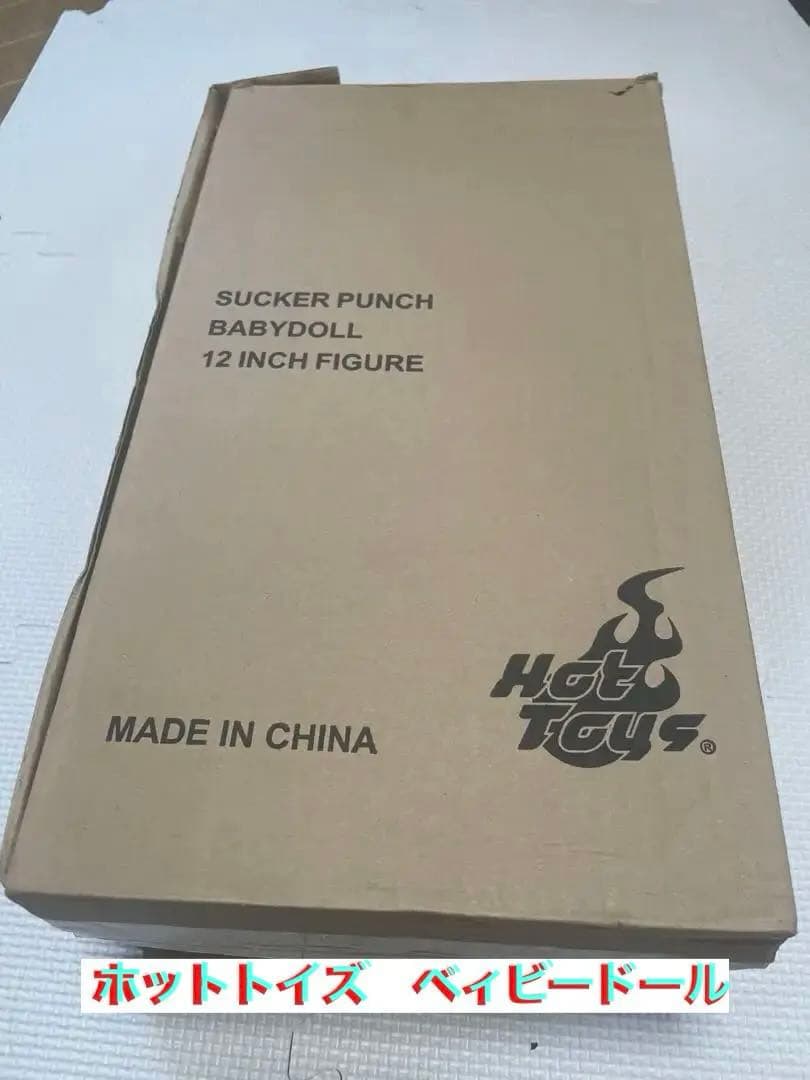 SUCKER PUNCH
BABYDOLL
12 INCH FIGURE
Hot
Toys®
MADE IN CHINA
ホットトイズ　ベィビードール